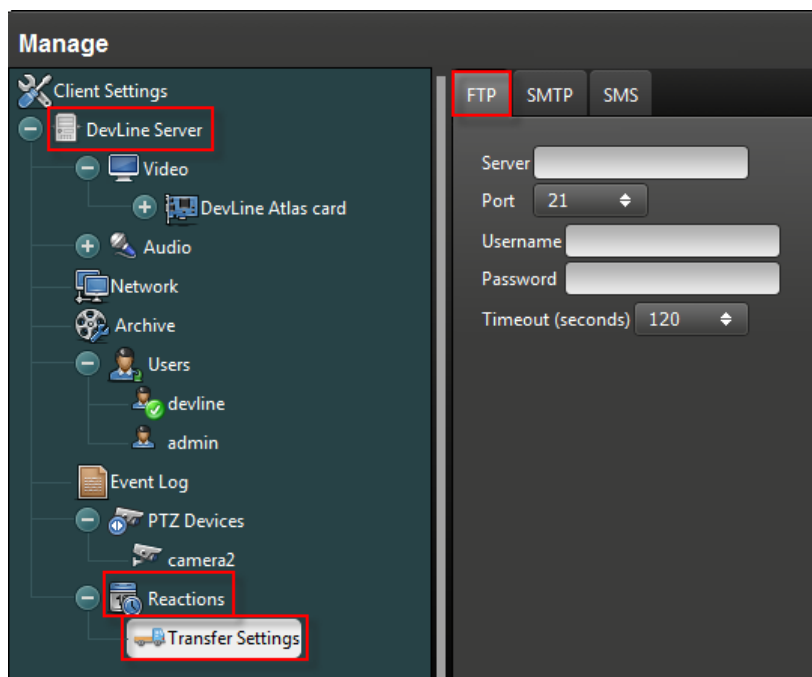 Manage
Client Settings
DevLine Server
Video
DevLine Atlas card
Audio
Network
Archive
Users
devline
admin
Event Log
PTZ Devices
camera2
Reactions
Transfer Settings
FTP SMTP SMS
Server
Port 21
Username
Password
Timeout (seconds) 120